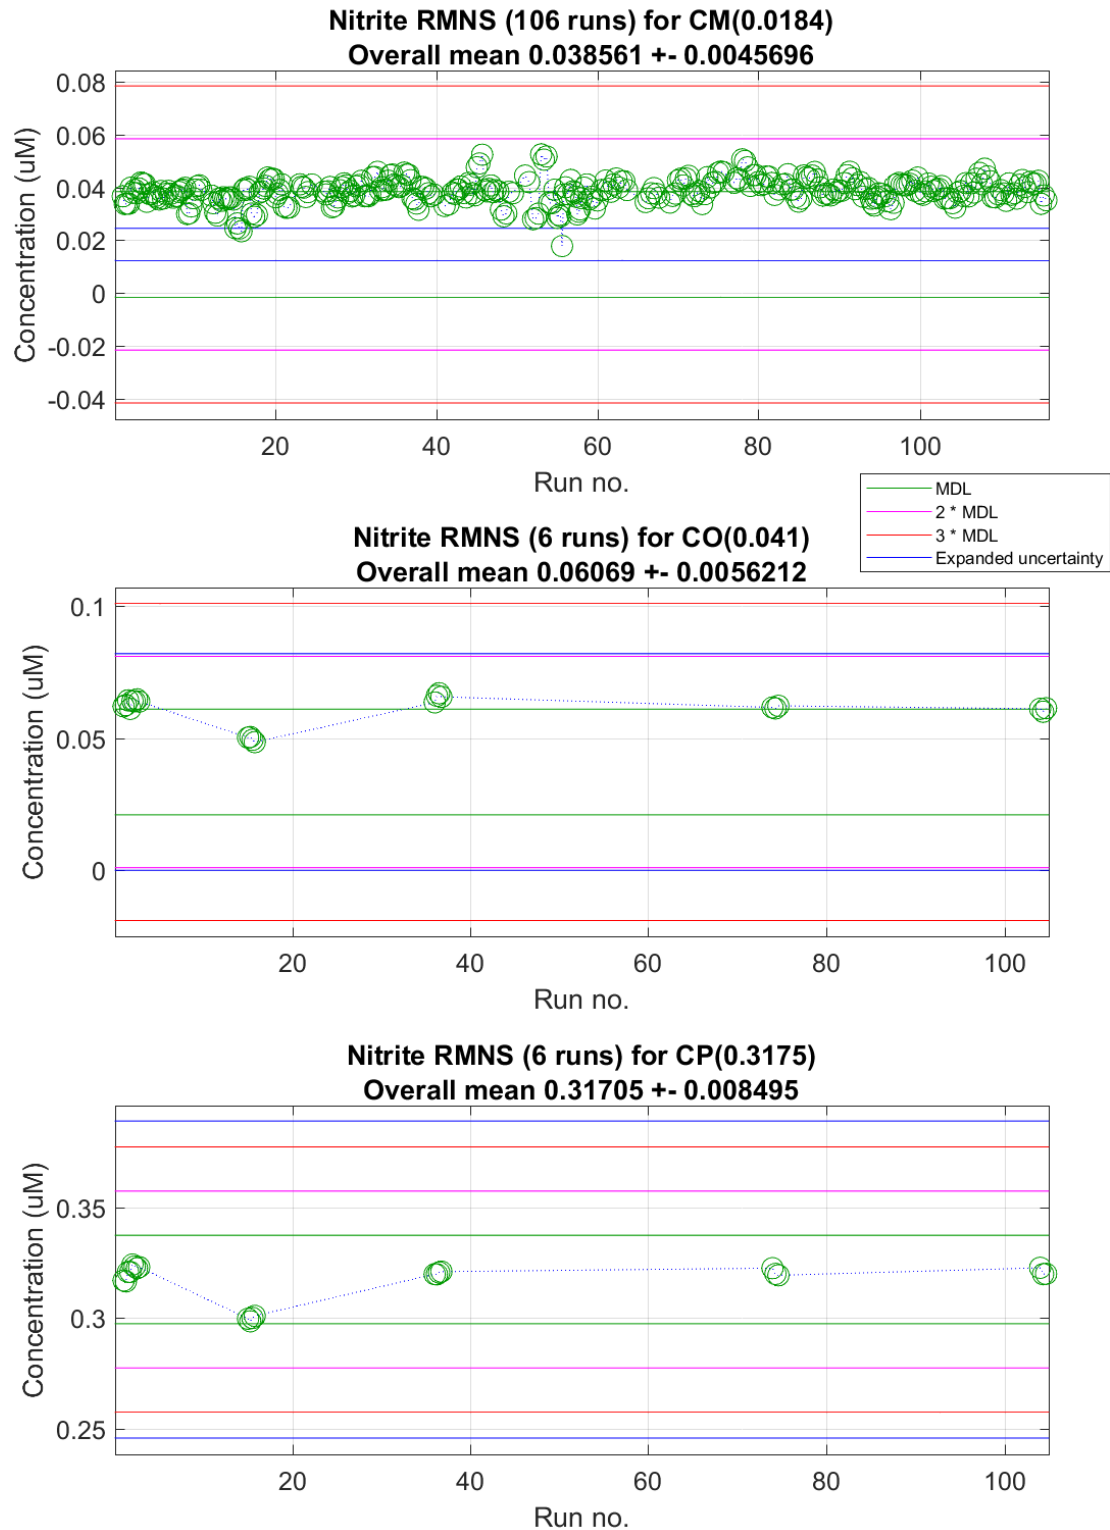 Nitrite RMNS (106 runs) for CM(0.0184)
Overall mean 0.038561 +- 0.0045696
0.08
0.06
0.04
0.02
0
-0.02
-0.04
Concentration (uM)
20
40
60
80
100
Run no.
MDL
2 * MDL
3 * MDL
Expanded uncertainty
Nitrite RMNS (6 runs) for CO(0.041)
Overall mean 0.06069 +- 0.0056212
0.1
0.05
0
Concentration (uM)
20
40
60
80
100
Run no.
Nitrite RMNS (6 runs) for CP(0.3175)
Overall mean 0.31705 +- 0.008495
0.35
0.3
0.25
Concentration (uM)
20
40
60
80
100
Run no.